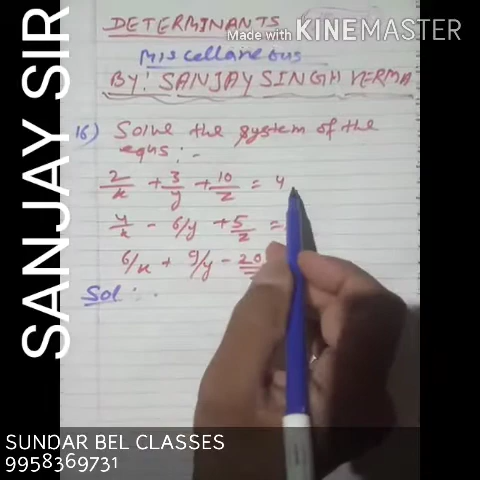 DETERMINANTS
Made with KINEMASTER
Miscellaneous
BY: SANJAY SINGH VERMA
SANJAY SIR
16) Solve the system of the
eqns :-
2/x + 3/y + 10/z = 4
4/x - 6/y + 5/z =
6/x + 9/y - 20
Sol :-
SUNDAR BEL CLASSES
9958369731